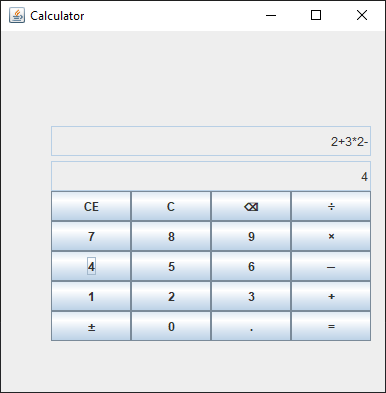 Calculator
2+3*2-
4
CE C ⌫ ÷
7 8 9 ×
4 5 6 —
1 2 3 +
± 0 . =